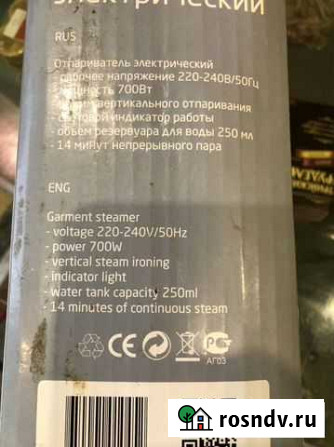 электрический
RUS
Отпариватель электрический
- рабочее напряжение 220-240В/50Гц
- мощность 700Вт
вертикального отпаривания
- световой индикатор работы
- объем резервуара для воды 250 мл
- 14 минут непрерывного пара
ENG
Garment steamer
- voltage 220-240V/50Hz
- power 700W
- vertical steam ironing
- indicator light
- water tank capacity 250ml
- 14 minutes of continuous steam
CE
АГ03
rosndv.ru